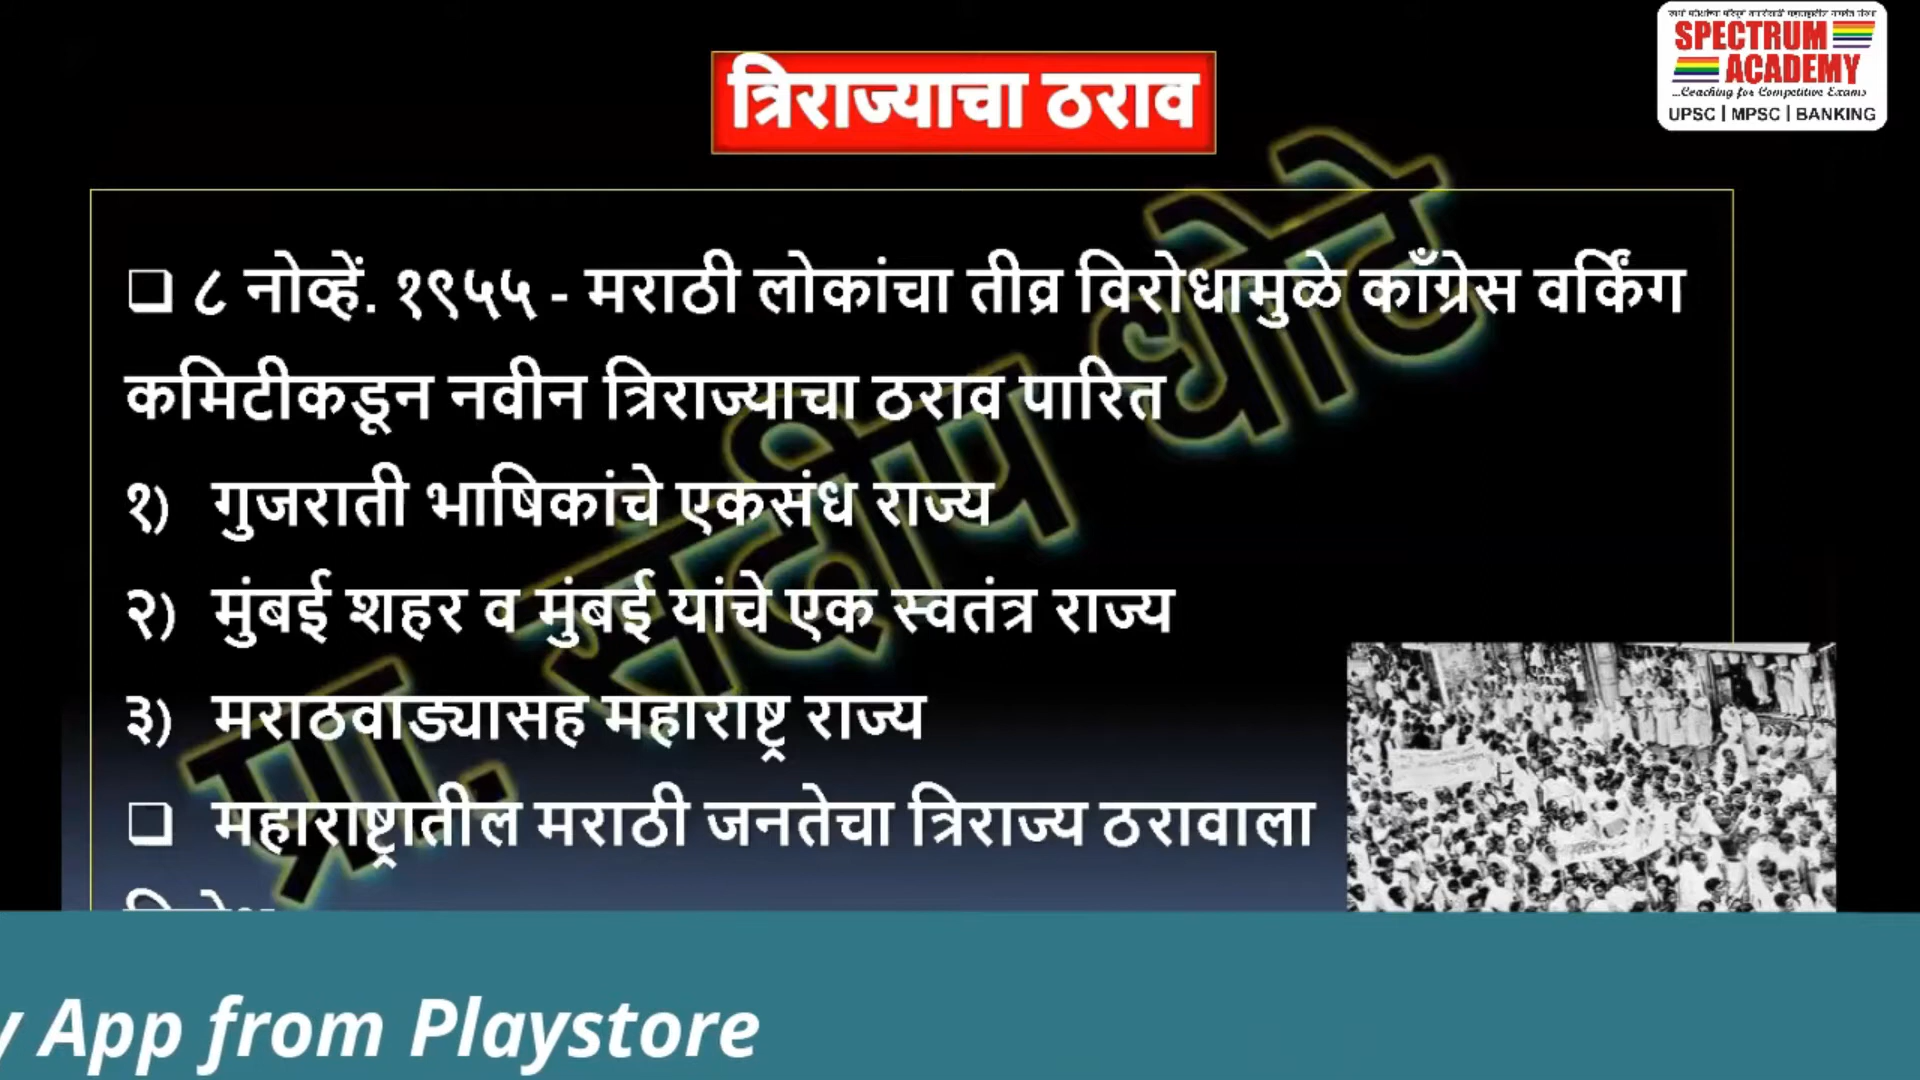 SPECTRUM
ACADEMY
...Coaching for Competitive Exams
UPSC | MPSC | BANKING
त्रिराज्याचा ठराव
८ नोव्हें. १९५५ - मराठी लोकांचा तीव्र विरोधामुळे काँग्रेस वर्किंग
कमिटीकडून नवीन त्रिराज्याचा ठराव पारित
१) गुजराती भाषिकांचे एकसंध राज्य
२) मुंबई शहर व मुंबई यांचे एक स्वतंत्र राज्य
३) मराठवाड्यासह महाराष्ट्र राज्य
महाराष्ट्रातील मराठी जनतेचा त्रिराज्य ठरावाला
प्रा. संदीप धोटे
y App from Playstore